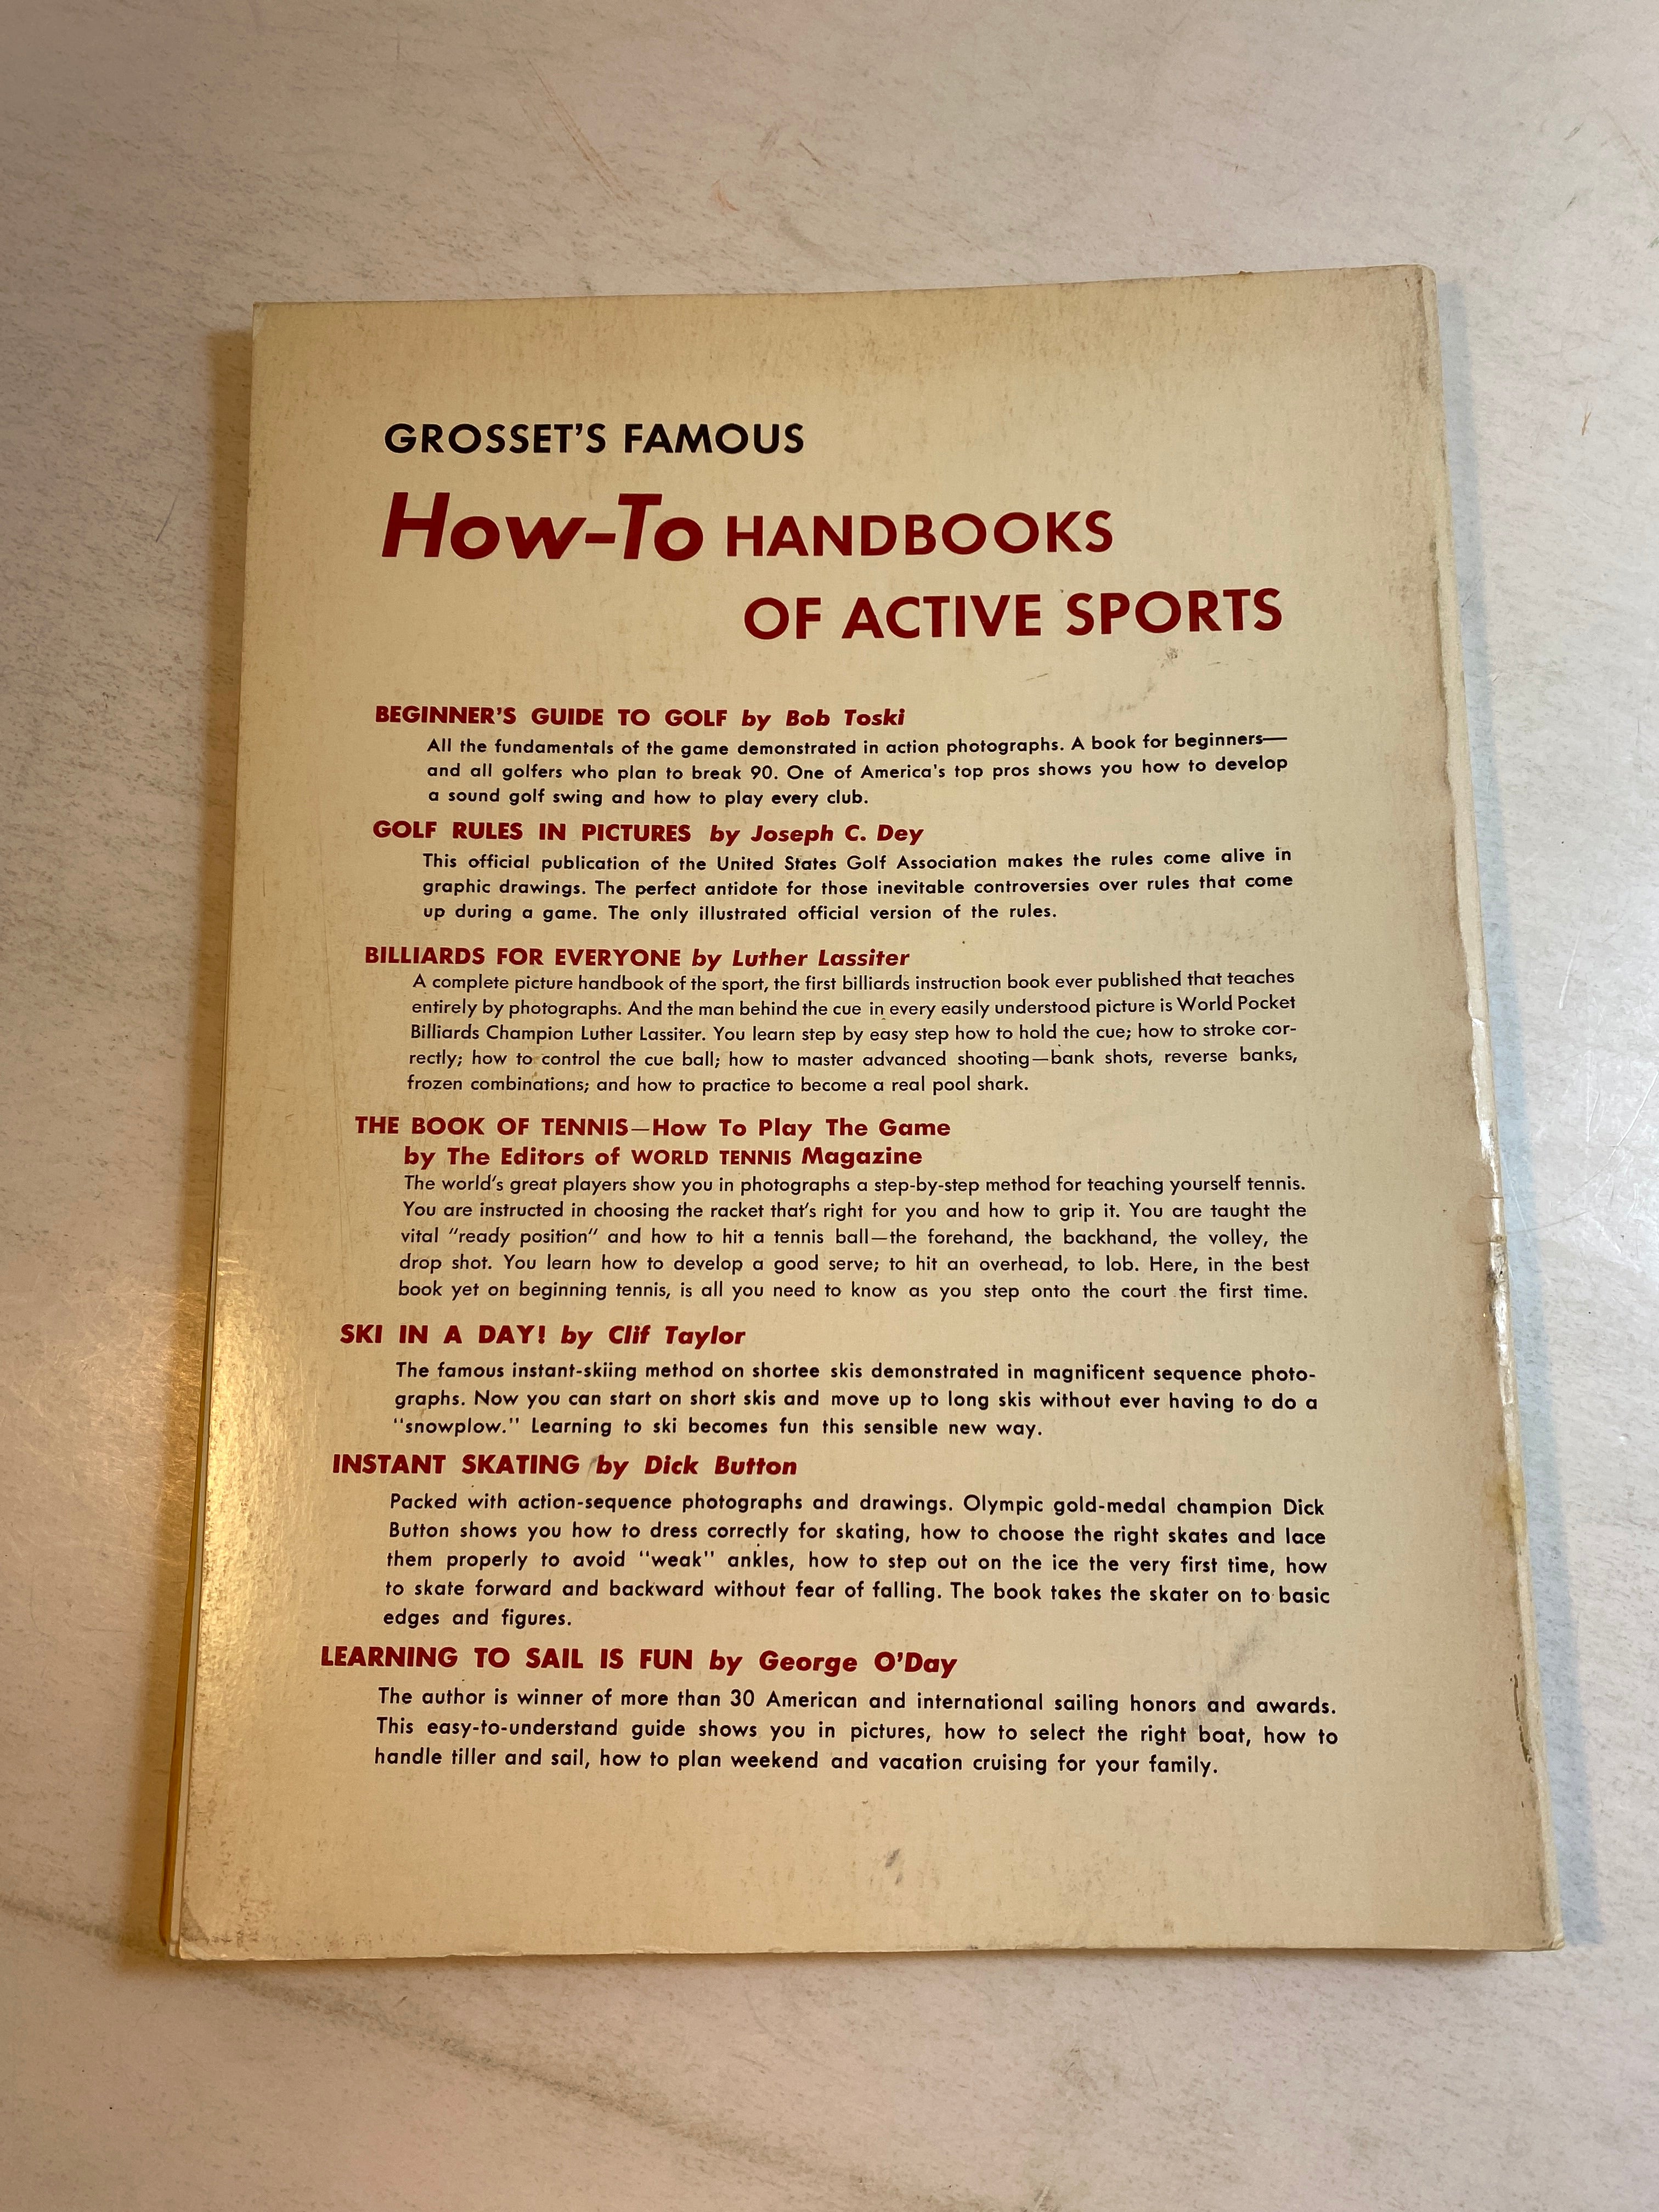 GROSSET'S FAMOUS
How-To HANDBOOKS
OF ACTIVE SPORTS
BEGINNER'S GUIDE TO GOLF by Bob Toski
All the fundamentals of the game demonstrated in action photographs. A book for beginners—
and all golfers who plan to break 90. One of America's top pros shows you how to develop
a sound golf swing and how to play every club.
GOLF RULES IN PICTURES by Joseph C. Dey
This official publication of the United States Golf Association makes the rules come alive in
graphic drawings. The perfect antidote for those inevitable controversies over rules that come
up during a game. The only illustrated official version of the rules.
BILLIARDS FOR EVERYONE by Luther Lassiter
A complete picture handbook of the sport, the first billiards instruction book ever published that teaches
entirely by photographs. And the man behind the cue in every easily understood picture is World Pocket
Billiards Champion Luther Lassiter. You learn step by easy step how to hold the cue; how to stroke cor-
rectly; how to control the cue ball; how to master advanced shooting—bank shots, reverse banks,
frozen combinations; and how to practice to become a real pool shark.
THE BOOK OF TENNIS—How To Play The Game
by The Editors of WORLD TENNIS Magazine
The world's great players show you in photographs a step-by-step method for teaching yourself tennis.
You are instructed in choosing the racket that's right for you and how to grip it. You are taught the
vital "ready position" and how to hit a tennis ball—the forehand, the backhand, the volley, the
drop shot. You learn how to develop a good serve; to hit an overhead, to lob. Here, in the best
book yet on beginning tennis, is all you need to know as you step onto the court the first time.
SKI IN A DAY! by Clif Taylor
The famous instant-skiing method on shortee skis demonstrated in magnificent sequence photo-
graphs. Now you can start on short skis and move up to long skis without ever having to do a
"snowplow." Learning to ski becomes fun this sensible new way.
INSTANT SKATING by Dick Button
Packed with action-sequence photographs and drawings. Olympic gold-medal champion Dick
Button shows you how to dress correctly for skating, how to choose the right skates and lace
them properly to avoid "weak" ankles, how to step out on the ice the very first time, how
to skate forward and backward without fear of falling. The book takes the skater on to basic
edges and figures.
LEARNING TO SAIL IS FUN by George O'Day
The author is winner of more than 30 American and international sailing honors and awards.
This easy-to-understand guide shows you in pictures, how to select the right boat, how to
handle tiller and sail, how to plan weekend and vacation cruising for your family.